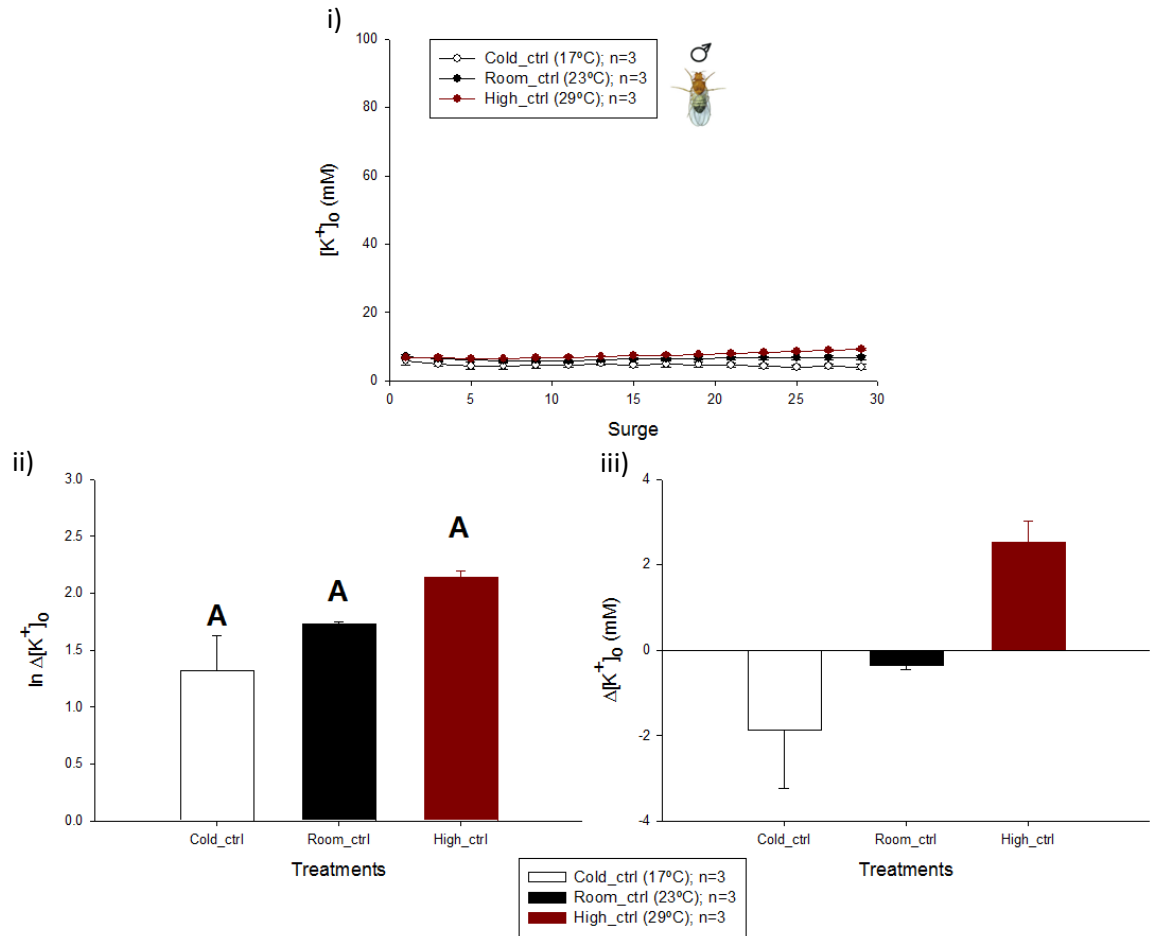 i)
100
80
60
40
20
0
[K⁺]₀ (mM)
Cold_ctrl (17ºC); n=3
Room_ctrl (23ºC); n=3
High_ctrl (29ºC); n=3
♂
0 5 10 15 20 25 30
Surge
ii)
3.0
2.5
2.0
1.5
1.0
0.5
0.0
ln Δ[K⁺]₀
A
A
A
Cold_ctrl Room_ctrl High_ctrl
Treatments
iii)
4
2
0
-2
-4
Δ[K⁺]₀ (mM)
Cold_ctrl Room_ctrl High_ctrl
Treatments
Cold_ctrl (17ºC); n=3
Room_ctrl (23ºC); n=3
High_ctrl (29ºC); n=3